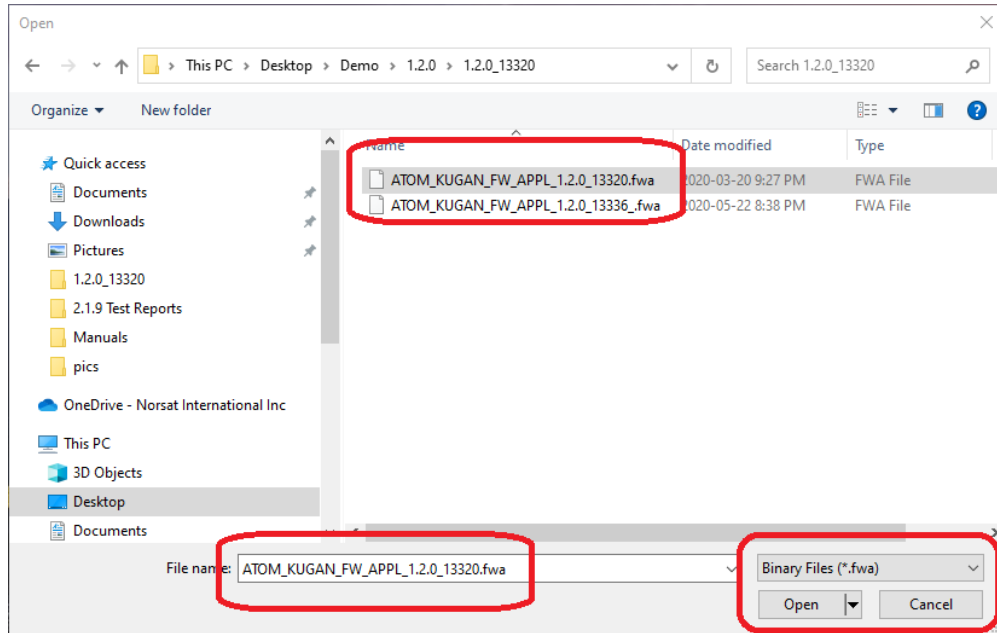 Open
This PC > Desktop > Demo > 1.2.0 > 1.2.0_13320
Search 1.2.0_13320
Organize
New folder
Name
Date modified
Type
ATOM_KUGAN_FW_APPL_1.2.0_13320.fwa 2020-03-20 9:27 PM FWA File
ATOM_KUGAN_FW_APPL_1.2.0_13336_.fwa 2020-05-22 8:38 PM FWA File
Quick access
Documents
Downloads
Pictures
1.2.0_13320
2.1.9 Test Reports
Manuals
pics
OneDrive - Norsat International Inc
This PC
3D Objects
Desktop
Documents
File name: ATOM_KUGAN_FW_APPL_1.2.0_13320.fwa
Binary Files (*.fwa)
Open
Cancel